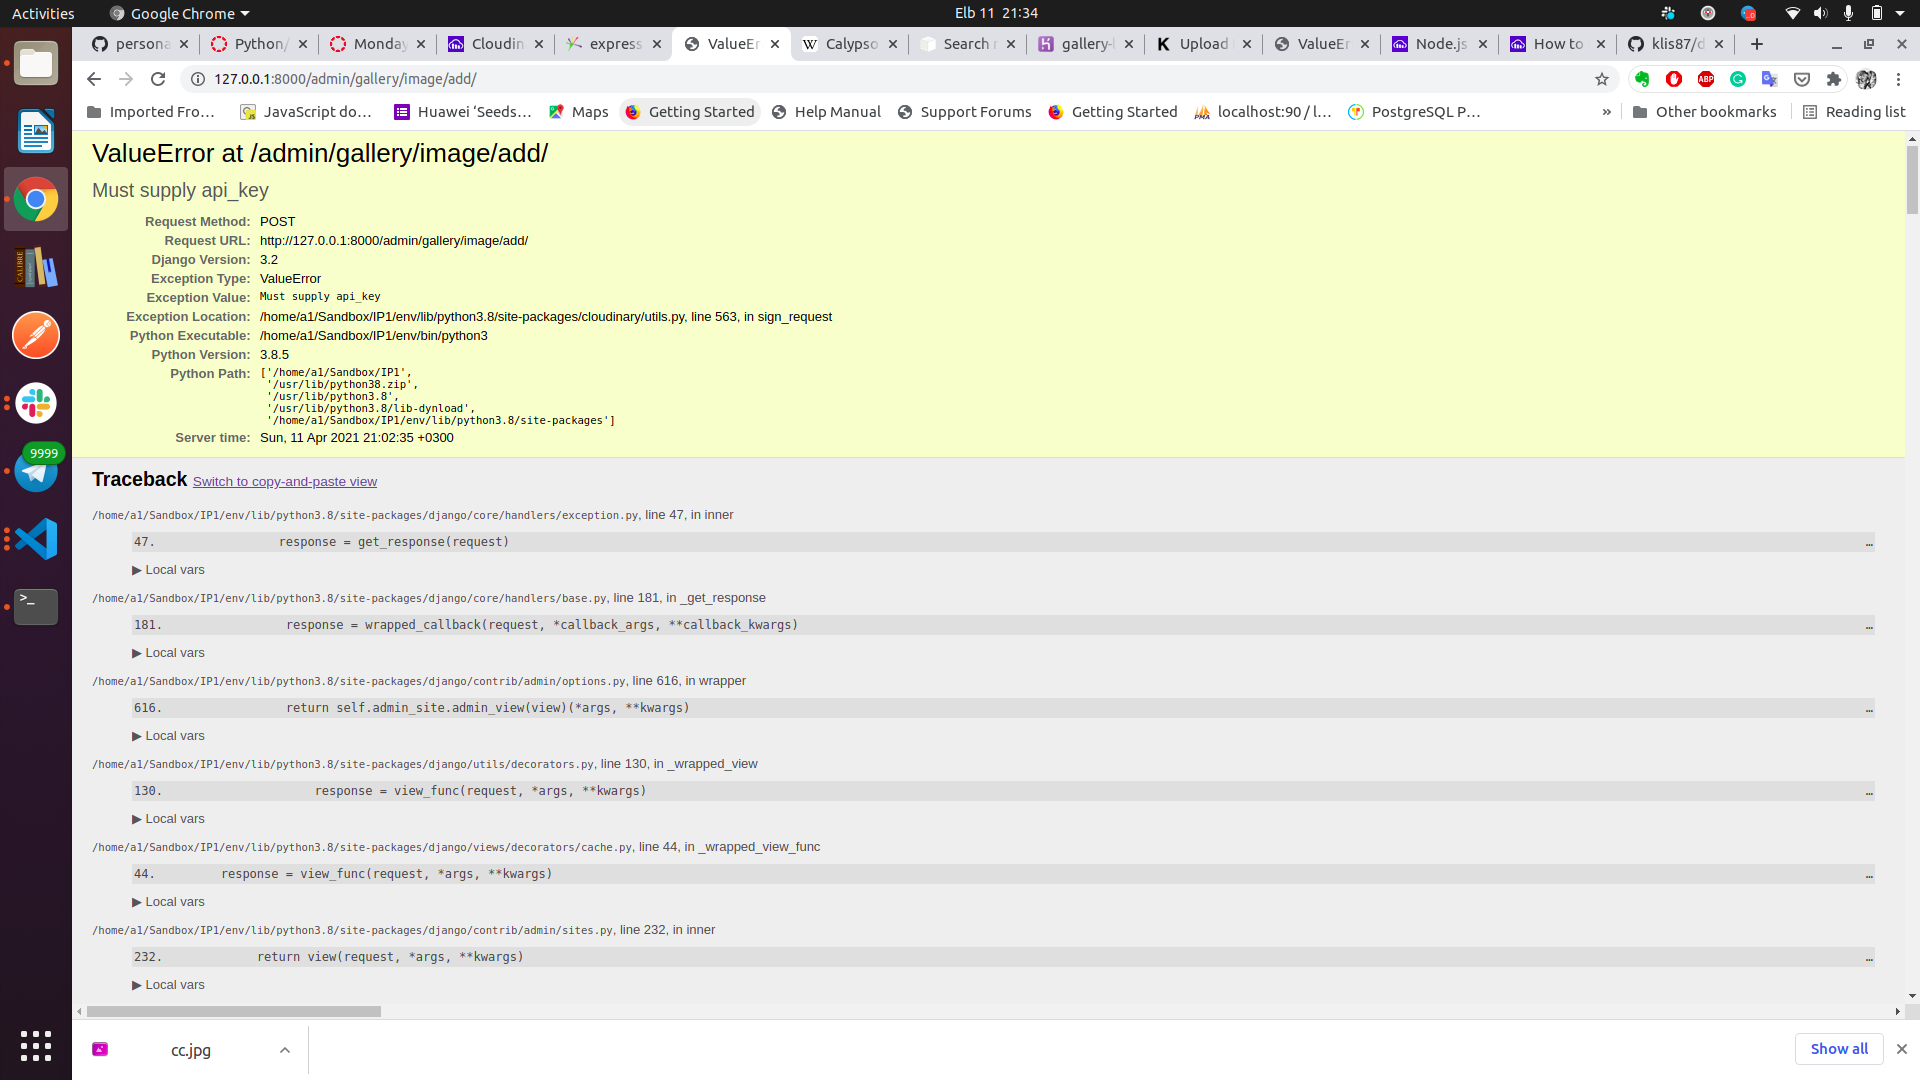 Activities
Google Chrome
Elb 11 21:34
persona
Python/
Monday
Cloudin
express
ValueEr
Calypso
Search r
gallery-
Upload
ValueEr
Node.js
How to
klis87/d
127.0.0.1:8000/admin/gallery/image/add/
Imported Fro…
JavaScript do…
Huawei ‘Seeds…
Maps
Getting Started
Help Manual
Support Forums
Getting Started
localhost:90 / l…
PostgreSQL P…
»
Other bookmarks
Reading list
ValueError at /admin/gallery/image/add/
Must supply api_key
Request Method: POST
Request URL: http://127.0.0.1:8000/admin/gallery/image/add/
Django Version: 3.2
Exception Type: ValueError
Exception Value: Must supply api_key
Exception Location: /home/a1/Sandbox/IP1/env/lib/python3.8/site-packages/cloudinary/utils.py, line 563, in sign_request
Python Executable: /home/a1/Sandbox/IP1/env/bin/python3
Python Version: 3.8.5
Python Path: ['/home/a1/Sandbox/IP1',
'/usr/lib/python38.zip',
'/usr/lib/python3.8',
'/usr/lib/python3.8/lib-dynload',
'/home/a1/Sandbox/IP1/env/lib/python3.8/site-packages']
Server time: Sun, 11 Apr 2021 21:02:35 +0300
Traceback Switch to copy-and-paste view
/home/a1/Sandbox/IP1/env/lib/python3.8/site-packages/django/core/handlers/exception.py, line 47, in inner
47. response = get_response(request) …
▶ Local vars
/home/a1/Sandbox/IP1/env/lib/python3.8/site-packages/django/core/handlers/base.py, line 181, in _get_response
181. response = wrapped_callback(request, *callback_args, **callback_kwargs) …
▶ Local vars
/home/a1/Sandbox/IP1/env/lib/python3.8/site-packages/django/contrib/admin/options.py, line 616, in wrapper
616. return self.admin_site.admin_view(view)(*args, **kwargs) …
▶ Local vars
/home/a1/Sandbox/IP1/env/lib/python3.8/site-packages/django/utils/decorators.py, line 130, in _wrapped_view
130. response = view_func(request, *args, **kwargs) …
▶ Local vars
/home/a1/Sandbox/IP1/env/lib/python3.8/site-packages/django/views/decorators/cache.py, line 44, in _wrapped_view_func
44. response = view_func(request, *args, **kwargs) …
▶ Local vars
/home/a1/Sandbox/IP1/env/lib/python3.8/site-packages/django/contrib/admin/sites.py, line 232, in inner
232. return view(request, *args, **kwargs) …
▶ Local vars
CALIBRE
9999
cc.jpg
Show all